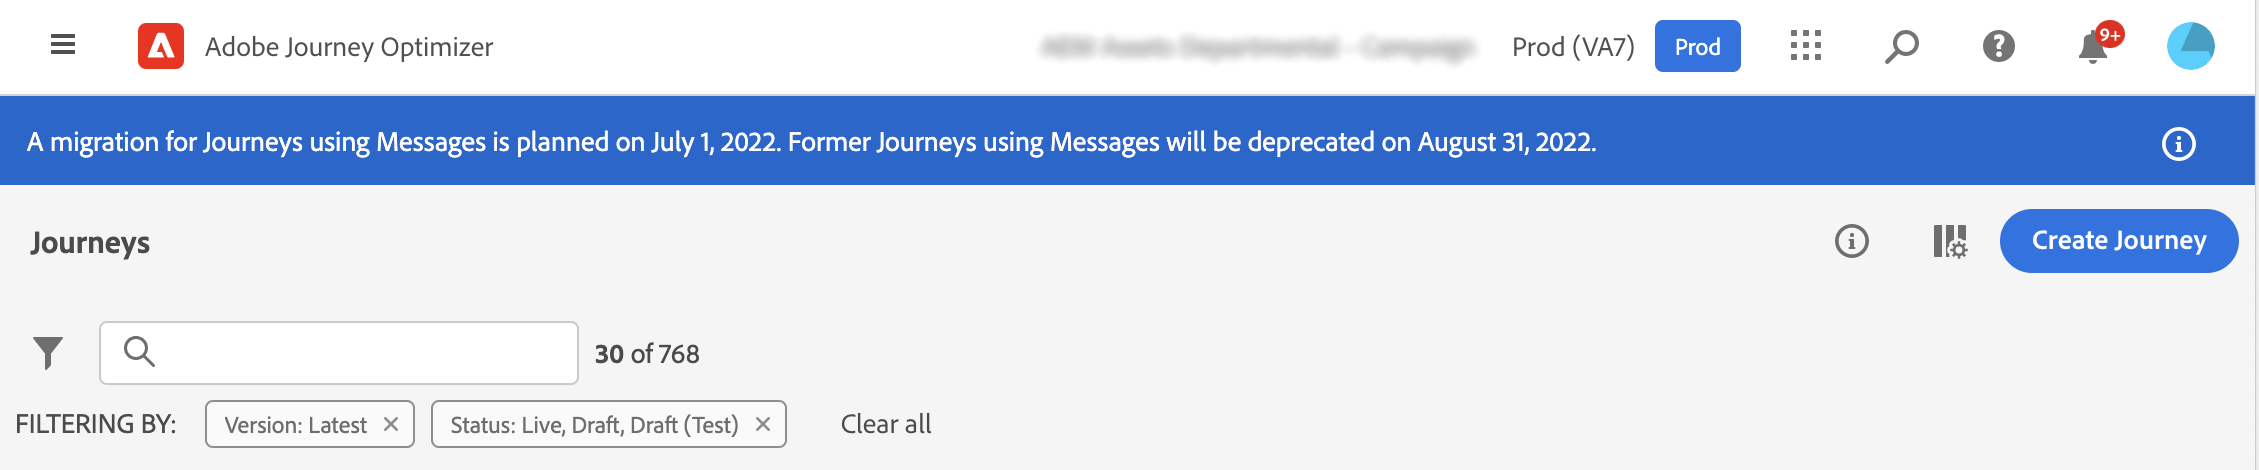 Adobe Journey Optimizer
Prod (VA7)
Prod
9+
A migration for Journeys using Messages is planned on July 1, 2022. Former Journeys using Messages will be deprecated on August 31, 2022.
Journeys
Create Journey
30 of 768
FILTERING BY:
Version: Latest
Status: Live, Draft, Draft (Test)
Clear all